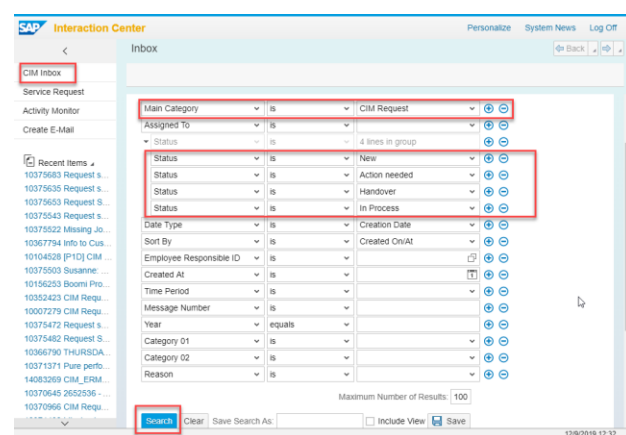 SAP Interaction Center Personalize System News Log Off
Inbox Back
CIM Inbox
Service Request
Activity Monitor
Create E-Mail
Recent Items
10375683 Request s...
10375635 Request s...
10375653 Request S...
10375543 Request s...
10375522 Missing Jo...
10367794 Info to Cus...
10104528 [P1D] CIM ...
10375503 Susanne: ...
10156253 Boomi Pro...
10352423 CIM Requ...
10007279 CIM Requ...
10375472 Request s...
10375482 Request S...
10366790 THURSDA...
10371371 Pure perfo...
14083269 CIM_ERM...
10370645 2652536 - ...
10370966 CIM Requ...
Main Category is CIM Request
Assigned To is
Status is 4 lines in group
Status is New
Status is Action needed
Status is Handover
Status is In Process
Date Type is Creation Date
Sort By is Created On/At
Employee Responsible ID is
Created At is
Time Period is
Message Number is
Year equals
Category 01 is
Category 02 is
Reason is
Maximum Number of Results: 100
Search Clear Save Search As: Include View Save
12/9/2019 12:32